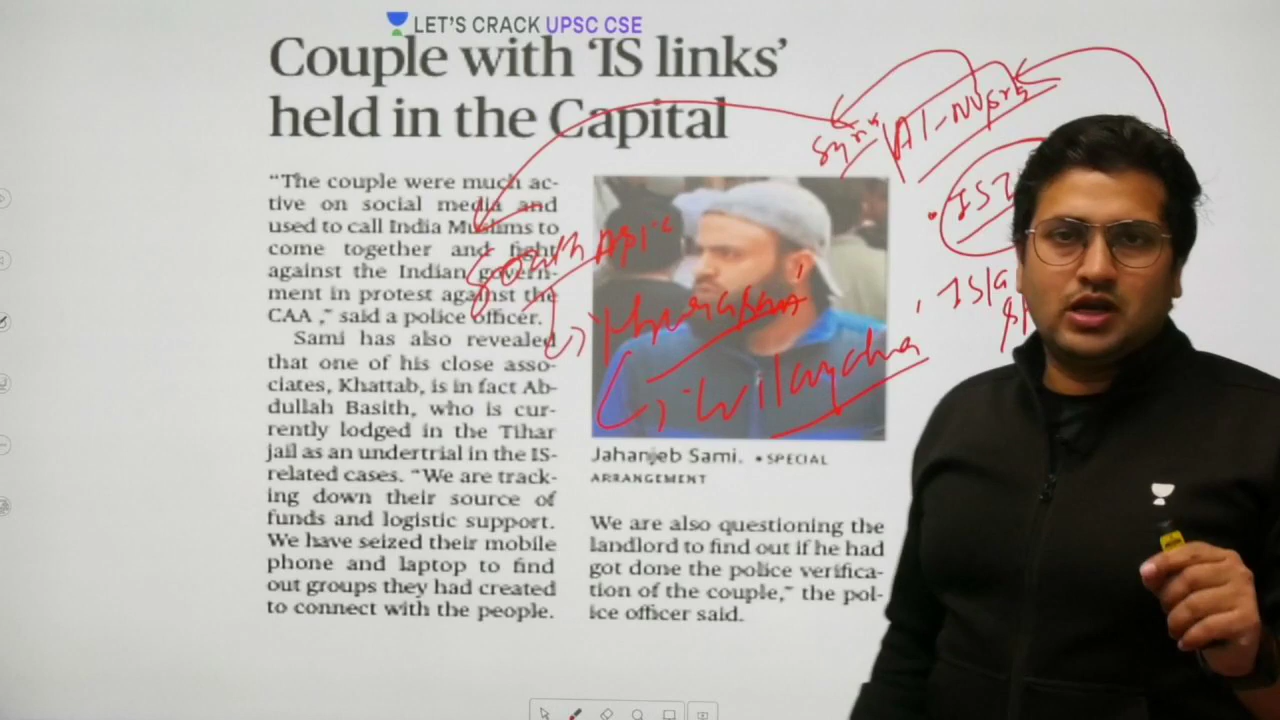 LET'S CRACK UPSC CSE
Couple with 'IS links'
held in the Capital
"The couple were much ac-
tive on social media and
used to call India Muslims to
come together and fight
against the Indian govern-
ment in protest against the
CAA ," said a police officer.
Sami has also revealed
that one of his close asso-
ciates, Khattab, is in fact Ab-
dullah Basith, who is cur-
rently lodged in the Tihar
jail as an undertrial in the IS-
related cases. "We are track-
ing down their source of
funds and logistic support.
We have seized their mobile
phone and laptop to find
out groups they had created
to connect with the people.
Jahanjeb Sami. • SPECIAL
ARRANGEMENT
We are also questioning the
landlord to find out if he had
got done the police verifica-
tion of the couple," the pol-
ice officer said.
Al-Nusra
South Asia